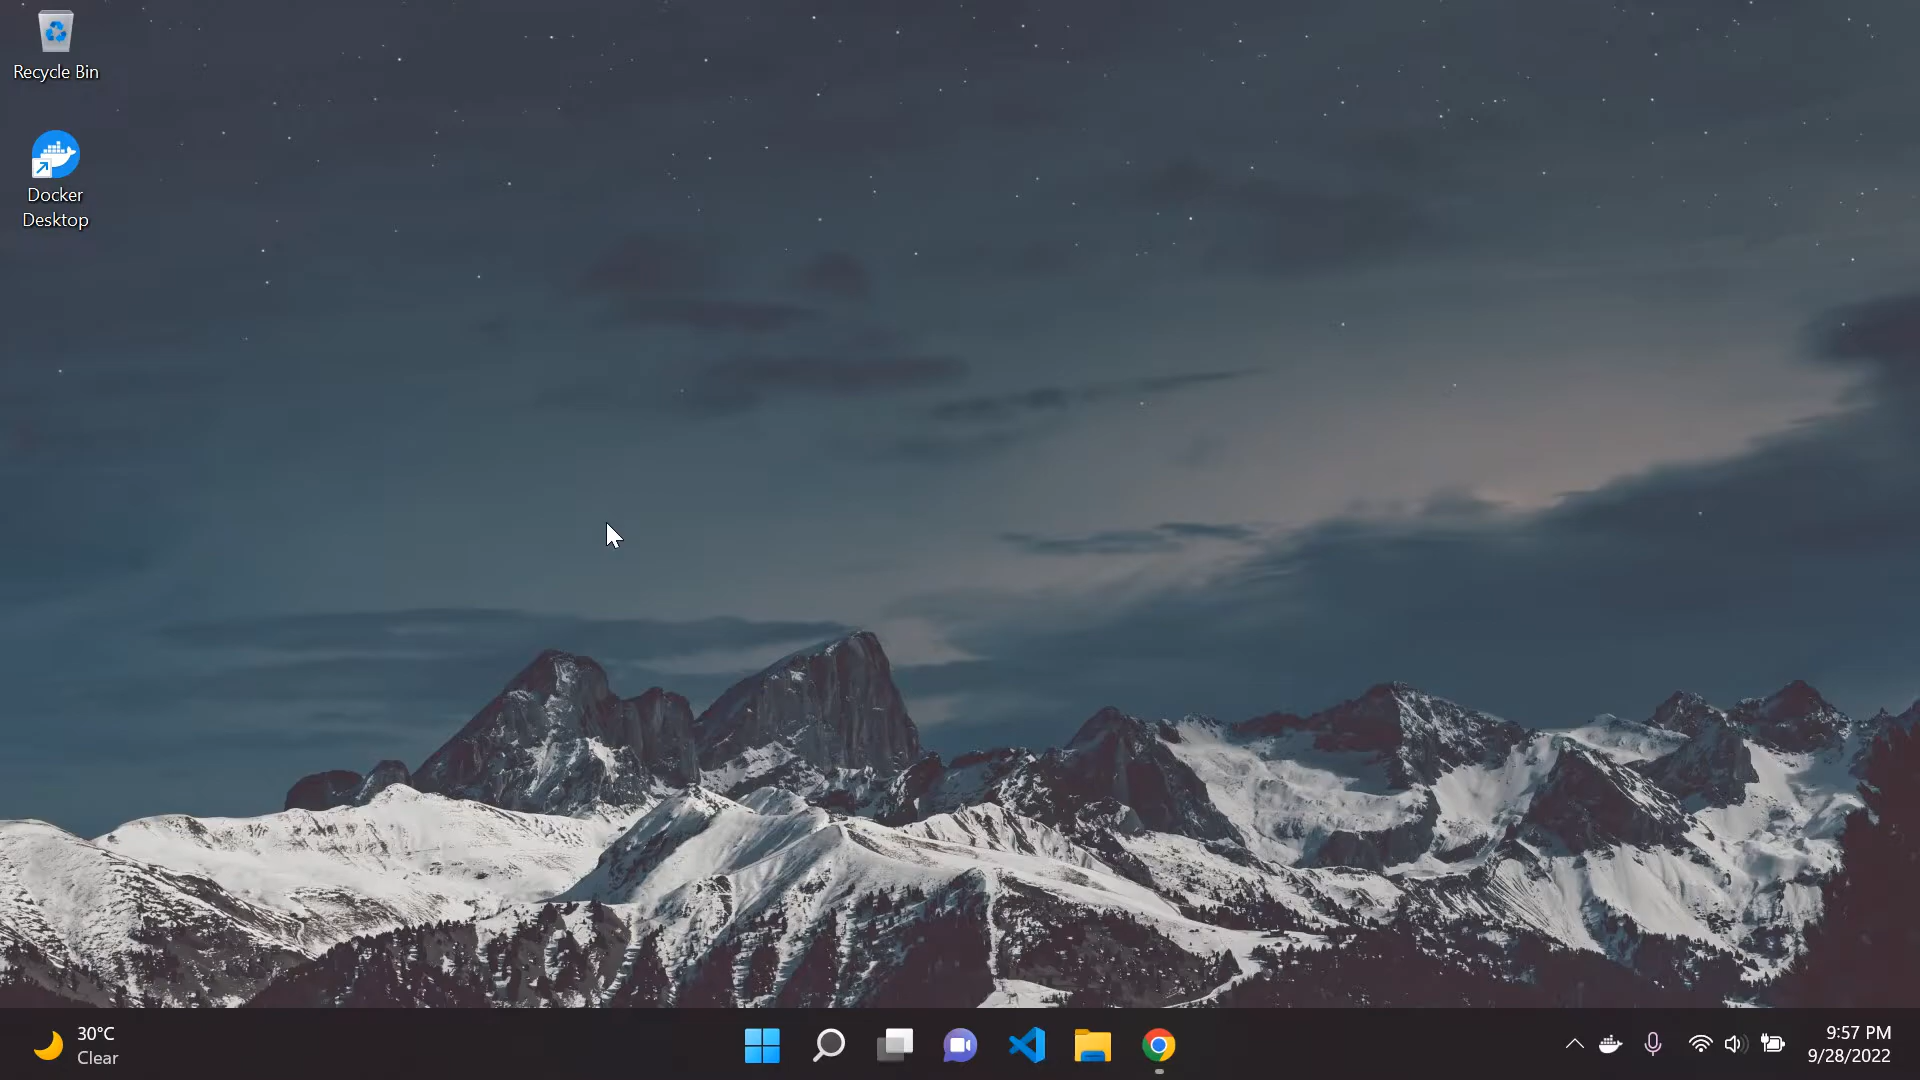 Recycle Bin
Docker
Desktop
30°C
Clear
9:57 PM
9/28/2022